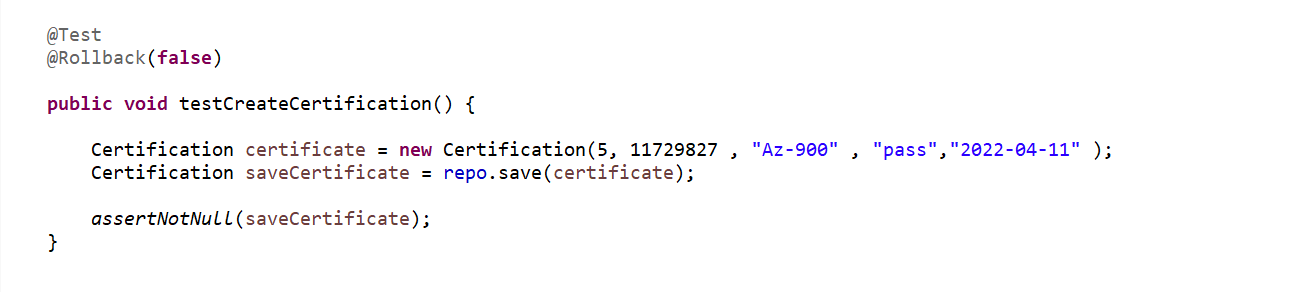 @Test
@Rollback(false)
public void testCreateCertification() {
Certification certificate = new Certification(5, 11729827 , "Az-900" , "pass","2022-04-11" );
Certification saveCertificate = repo.save(certificate);
assertNotNull(saveCertificate);
}